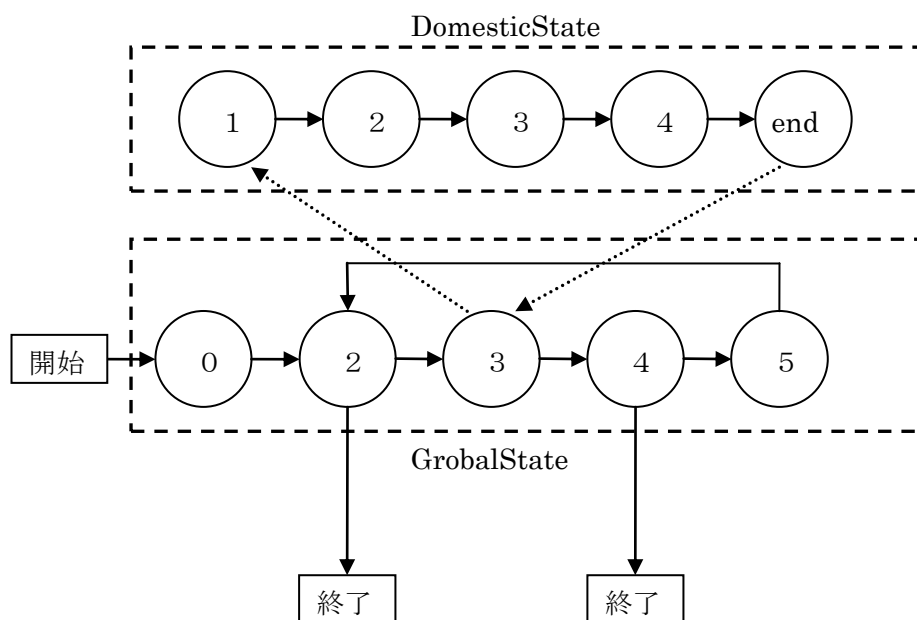 DomesticState
1 2 3 4 end
開始 0 2 3 4 5
GrobalState
終了 終了